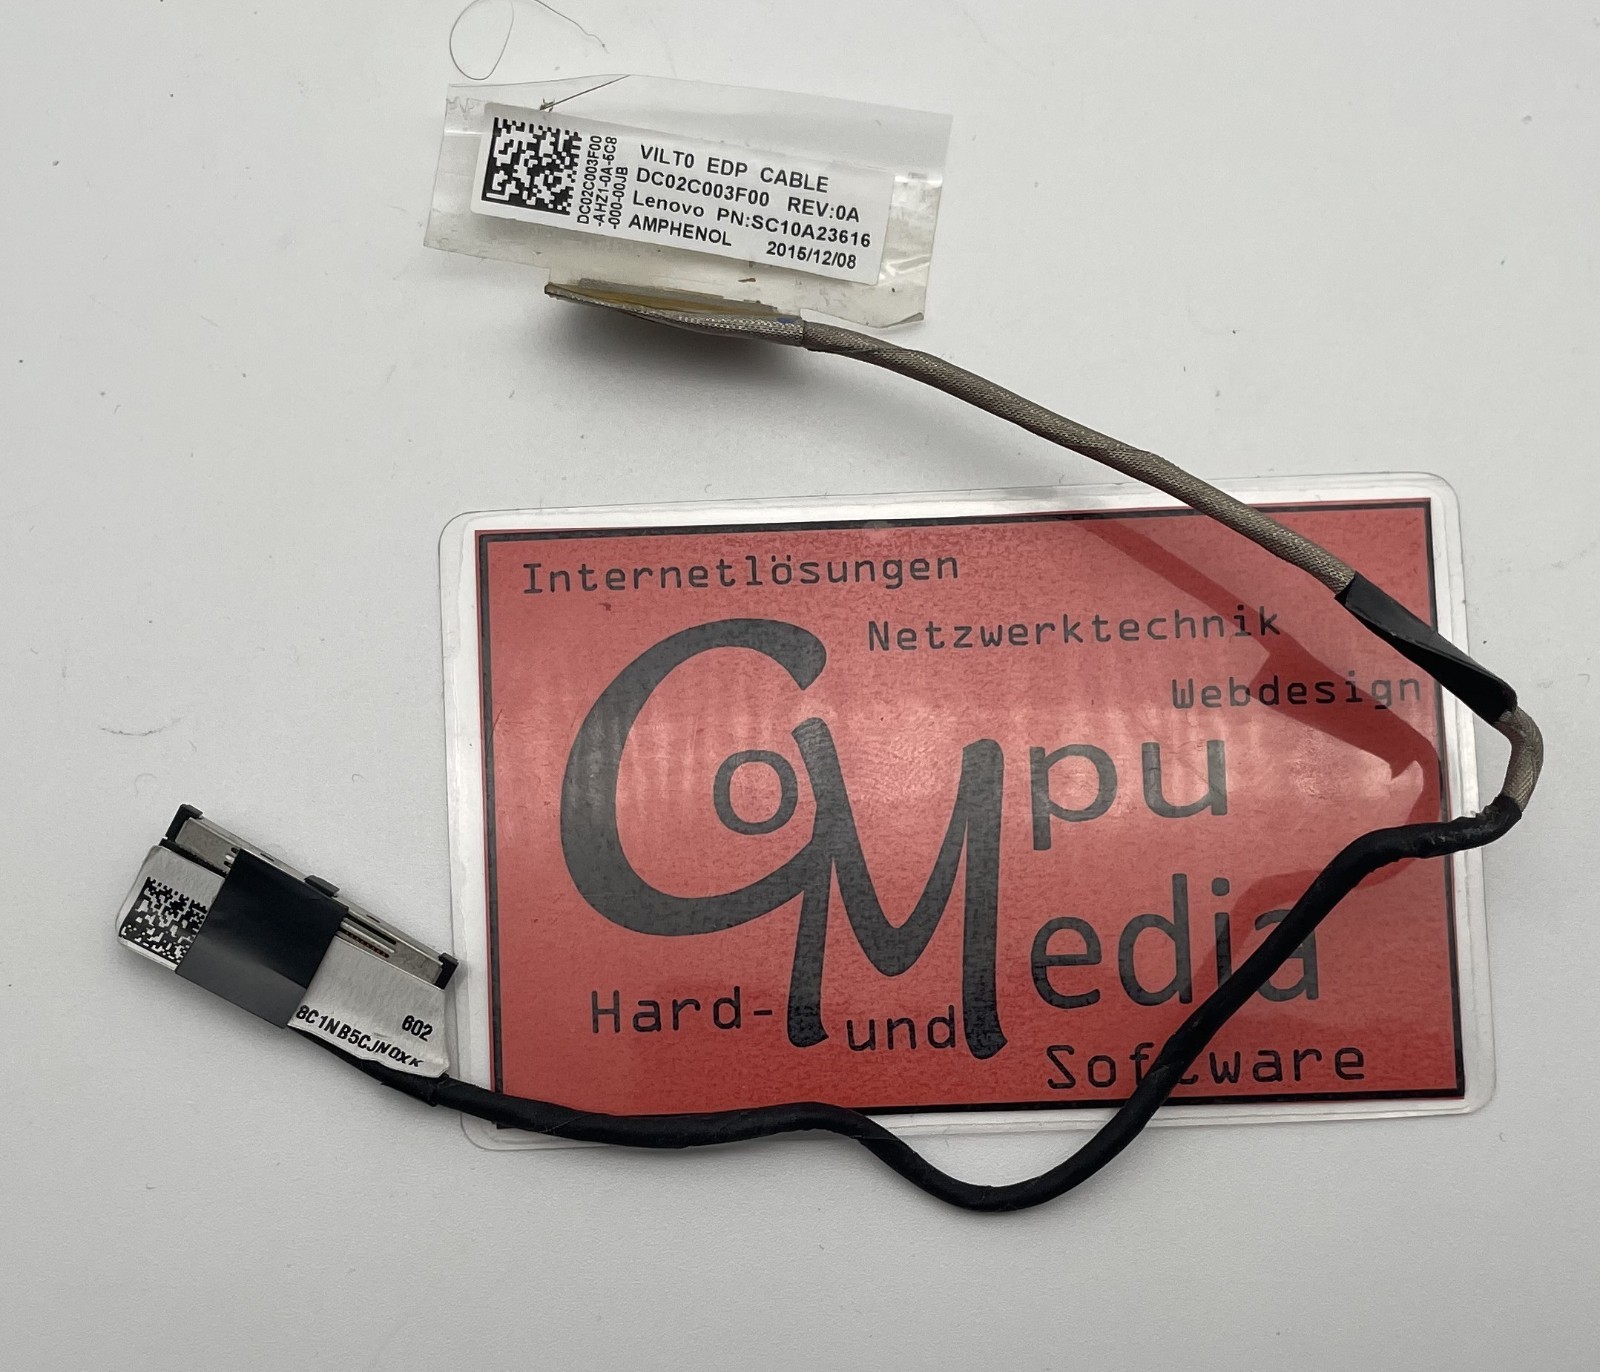 VILT0 EDP CABLE
DC02C003F00 REV:0A
Lenovo PN:SC10A23616
AMPHENOL 2015/12/08
DC02C003F00
-AHZ1-0A-5C8
-000-00JB
Internetlösungen
Netzwerktechnik
Webdesign
CoMpu
Media
Hard- und Software
602
8C1NB5CJN0XK